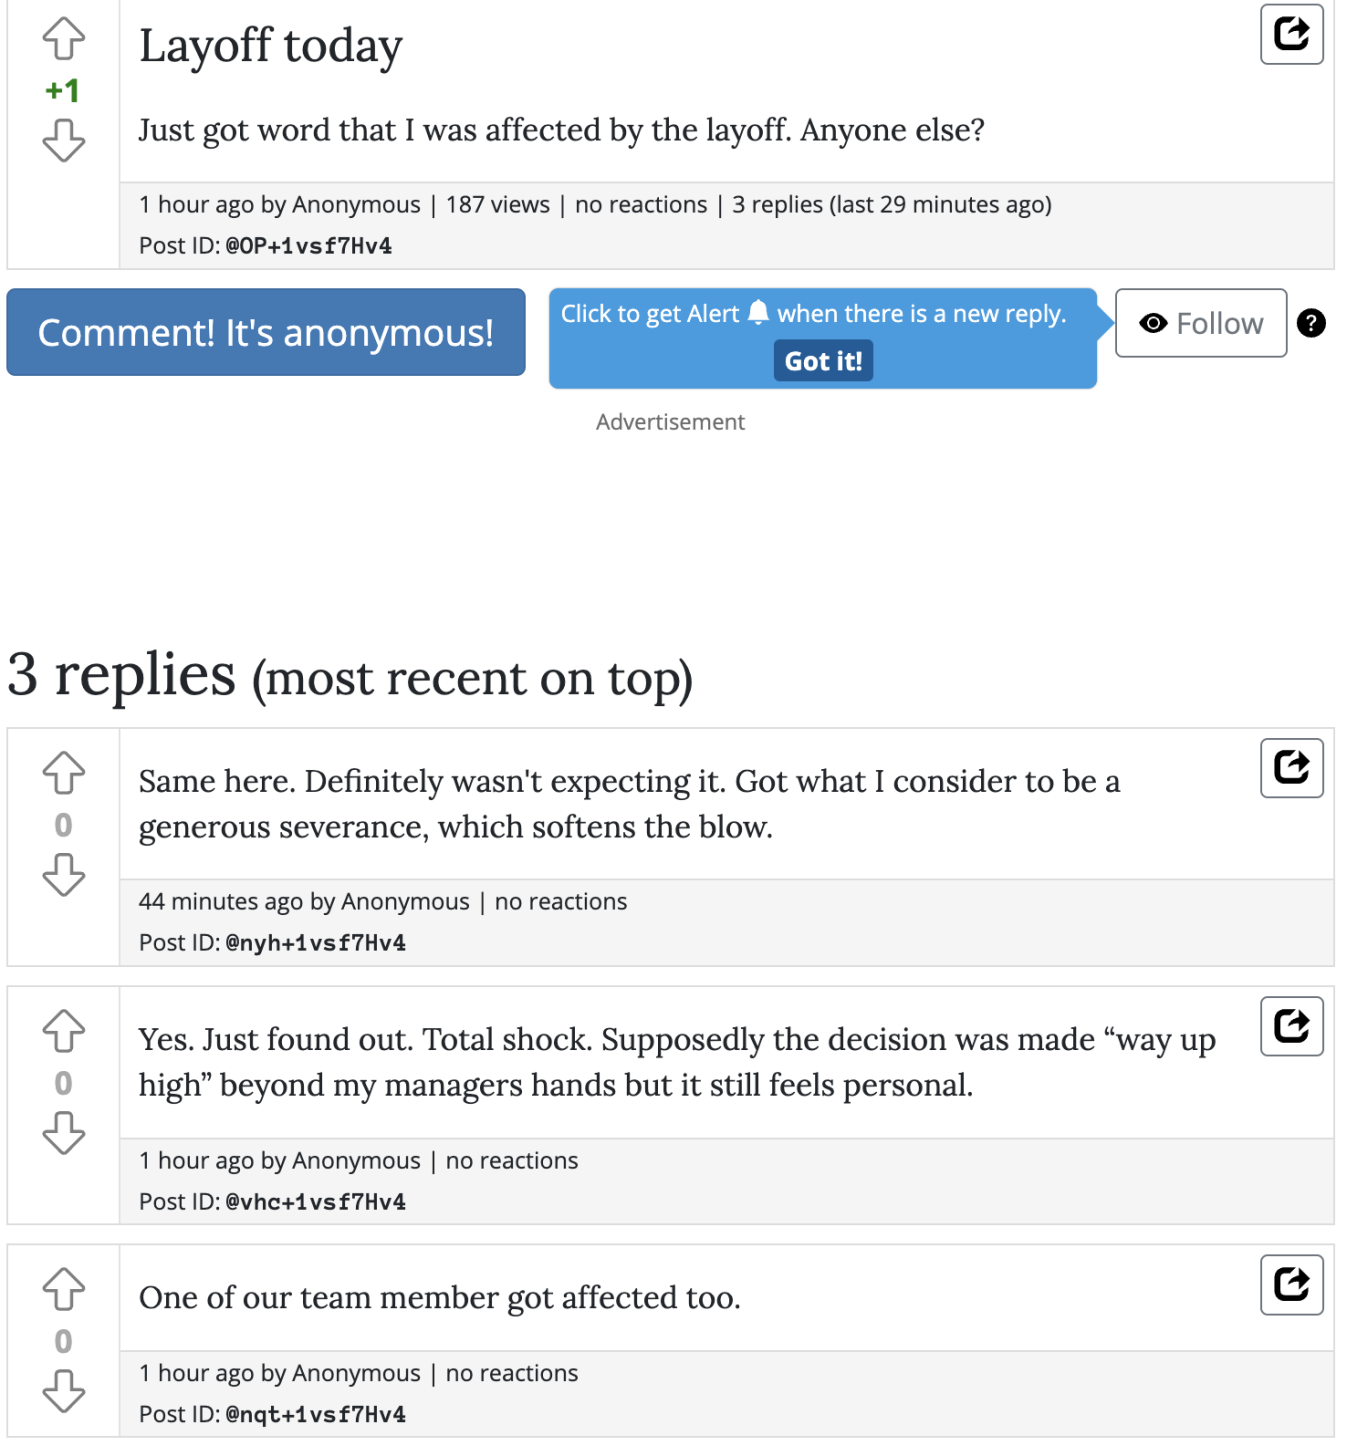 Layoff today
+1
Just got word that I was affected by the layoff. Anyone else?
1 hour ago by Anonymous | 187 views | no reactions | 3 replies (last 29 minutes ago)
Post ID: @OP+1vsf7Hv4
Comment! It's anonymous!
Click to get Alert when there is a new reply.
Got it!
Follow
?
Advertisement
3 replies (most recent on top)
Same here. Definitely wasn't expecting it. Got what I consider to be a
generous severance, which softens the blow.
0
44 minutes ago by Anonymous | no reactions
Post ID: @nyh+1vsf7Hv4
Yes. Just found out. Total shock. Supposedly the decision was made “way up
high” beyond my managers hands but it still feels personal.
0
1 hour ago by Anonymous | no reactions
Post ID: @vhc+1vsf7Hv4
One of our team member got affected too.
0
1 hour ago by Anonymous | no reactions
Post ID: @nqt+1vsf7Hv4